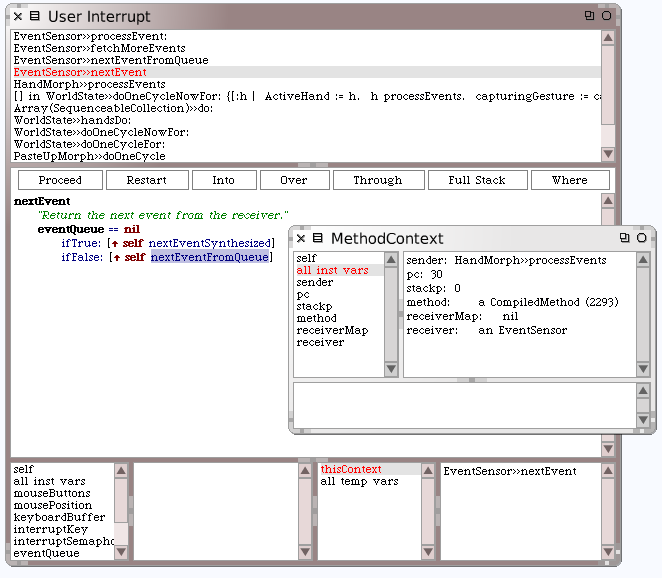 User Interrupt
EventSensor>>processEvent:
EventSensor>>fetchMoreEvents
EventSensor>>nextEventFromQueue
EventSensor>>nextEvent
HandMorph>>processEvents
[] in WorldState>>doOneCycleNowFor: {[:h | ActiveHand := h. h processEvents. capturingGesture := ca
Array(SequenceableCollection)>>do:
WorldState>>handsDo:
WorldState>>doOneCycleNowFor:
WorldState>>doOneCycleFor:
PasteUpMorph>>doOneCycle
Proceed Restart Into Over Through Full Stack Where
nextEvent
"Return the next event from the receiver."
eventQueue == nil
ifTrue: [↑ self nextEventSynthesized]
ifFalse: [↑ self nextEventFromQueue]
MethodContext
self
all inst vars
sender
pc
stackp
method
receiverMap
receiver
sender: HandMorph>>processEvents
pc: 30
stackp: 0
method: a CompiledMethod (2293)
receiverMap: nil
receiver: an EventSensor
self
all inst vars
mouseButtons
mousePosition
keyboardBuffer
interruptKey
interruptSemapho
eventQueue
thisContext
all temp vars
EventSensor>>nextEvent